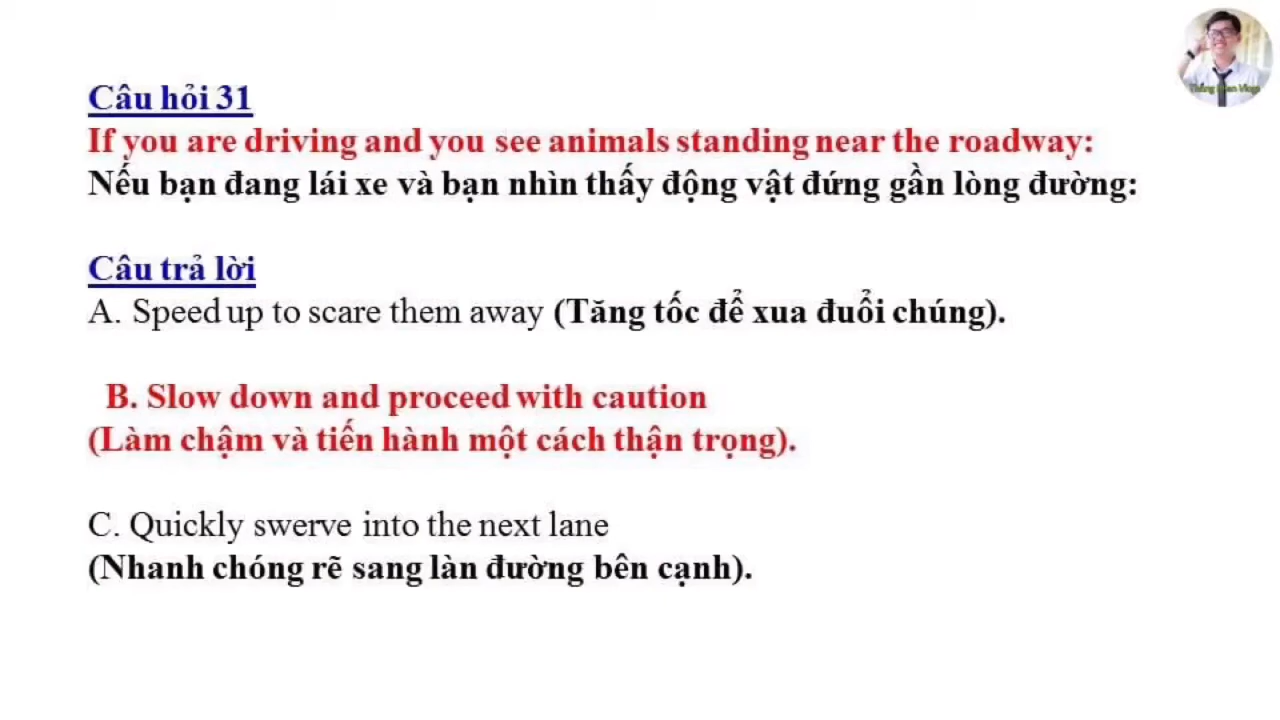 Câu hỏi 31
If you are driving and you see animals standing near the roadway:
Nếu bạn đang lái xe và bạn nhìn thấy động vật đứng gần lòng đường:
Câu trả lời
A. Speed up to scare them away (Tăng tốc để xua đuổi chúng).
B. Slow down and proceed with caution
(Làm chậm và tiến hành một cách thận trọng).
C. Quickly swerve into the next lane
(Nhanh chóng rẽ sang làn đường bên cạnh).